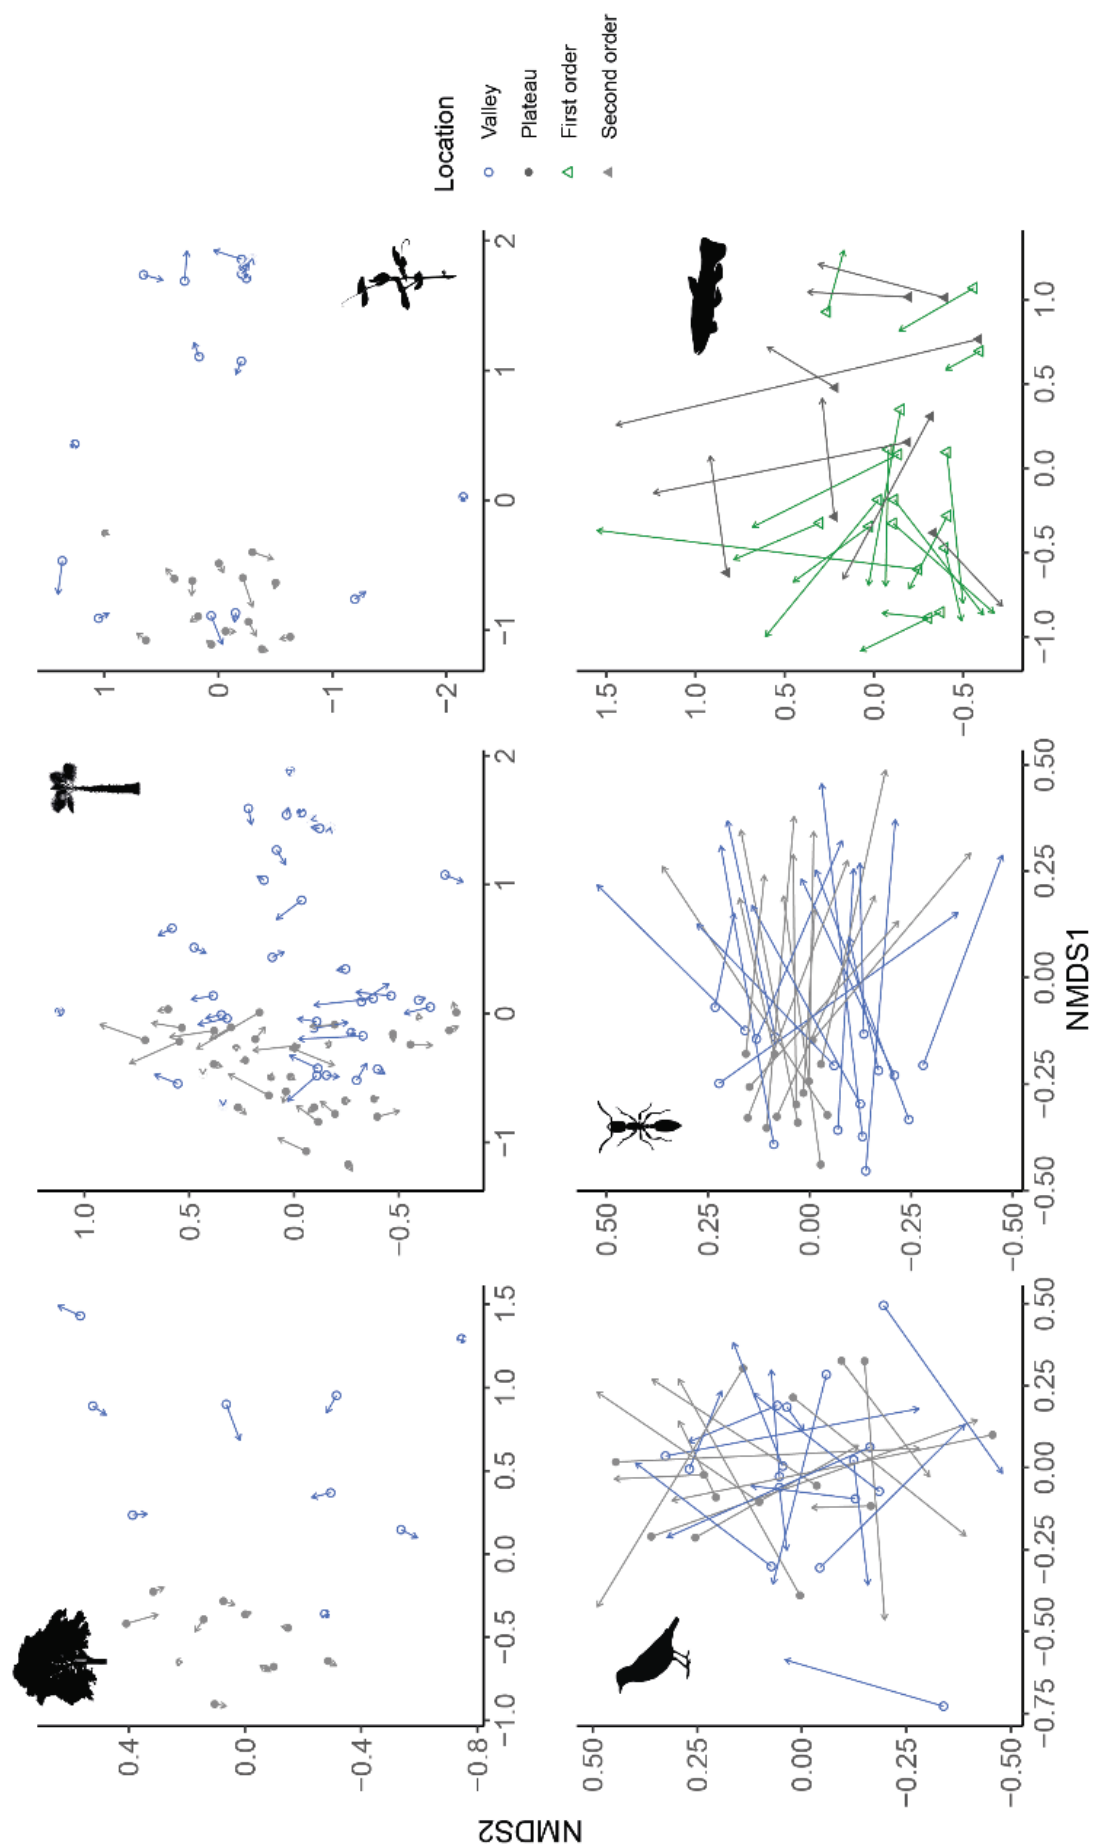 NMDS2
0.4
0.0
−0.4
−0.8
−1.0 −0.5 0.0 0.5 1.0 1.5
1.0
0.5
0.0
−0.5
−1 0 1 2
1
0
−1
−2
−1 0 1 2
0.50
0.25
0.00
−0.25
−0.50
−0.75 −0.50 −0.25 0.00 0.25 0.50
0.50
0.25
0.00
−0.25
−0.50
−0.50 −0.25 0.00 0.25 0.50
1.5
1.0
0.5
0.0
−0.5
−1.0 −0.5 0.0 0.5 1.0
NMDS1
Location
Valley
Plateau
First order
Second order